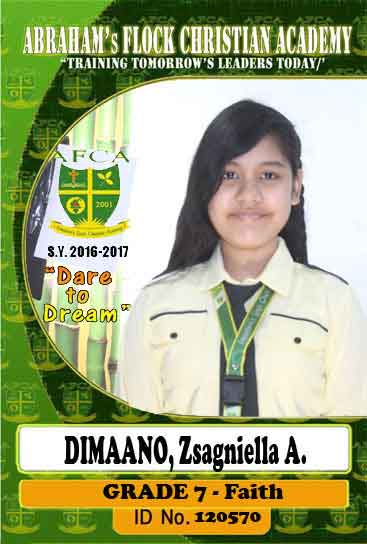 ABRAHAM's FLOCK CHRISTIAN ACADEMY
"TRAINING TOMORROW'S LEADERS TODAY/'
AFCA
2001
S.Y. 2016-2017
"Dare
to
Dream"
DIMAANO, Zsagniella A.
GRADE 7 - Faith
ID No. 120570